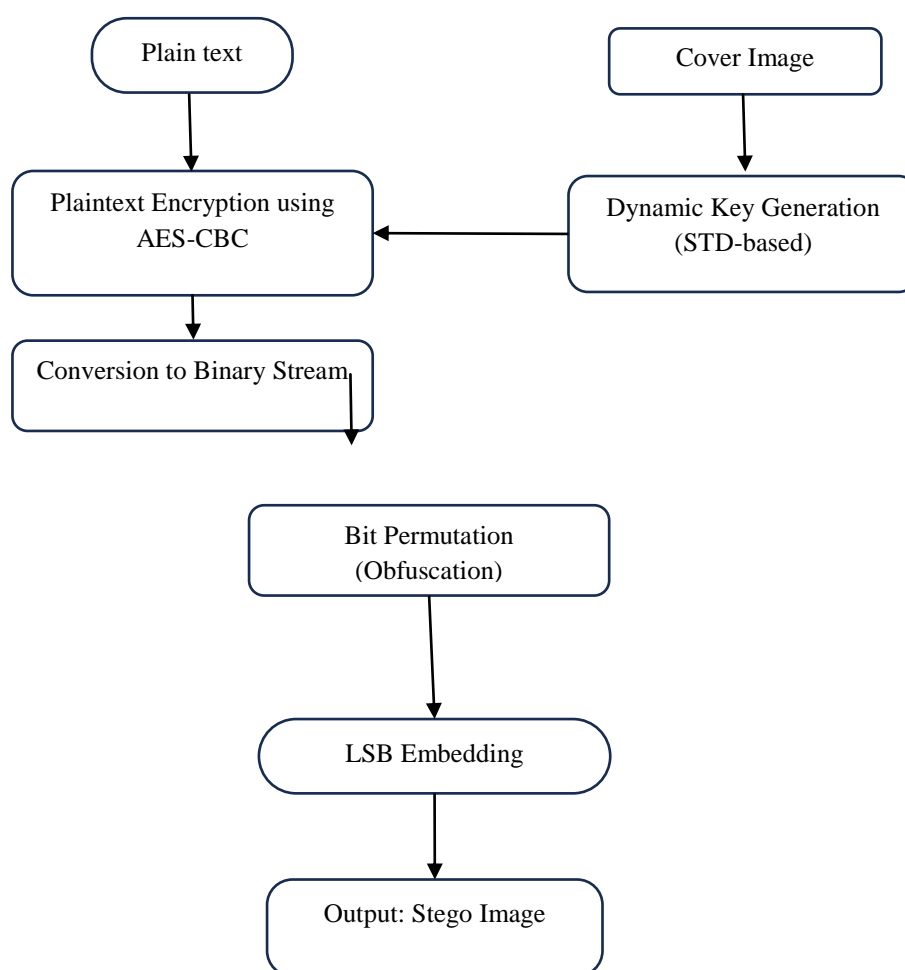 Plain text
Cover Image
Plaintext Encryption using
AES-CBC
Dynamic Key Generation
(STD-based)
Conversion to Binary Stream
Bit Permutation
(Obfuscation)
LSB Embedding
Output: Stego Image